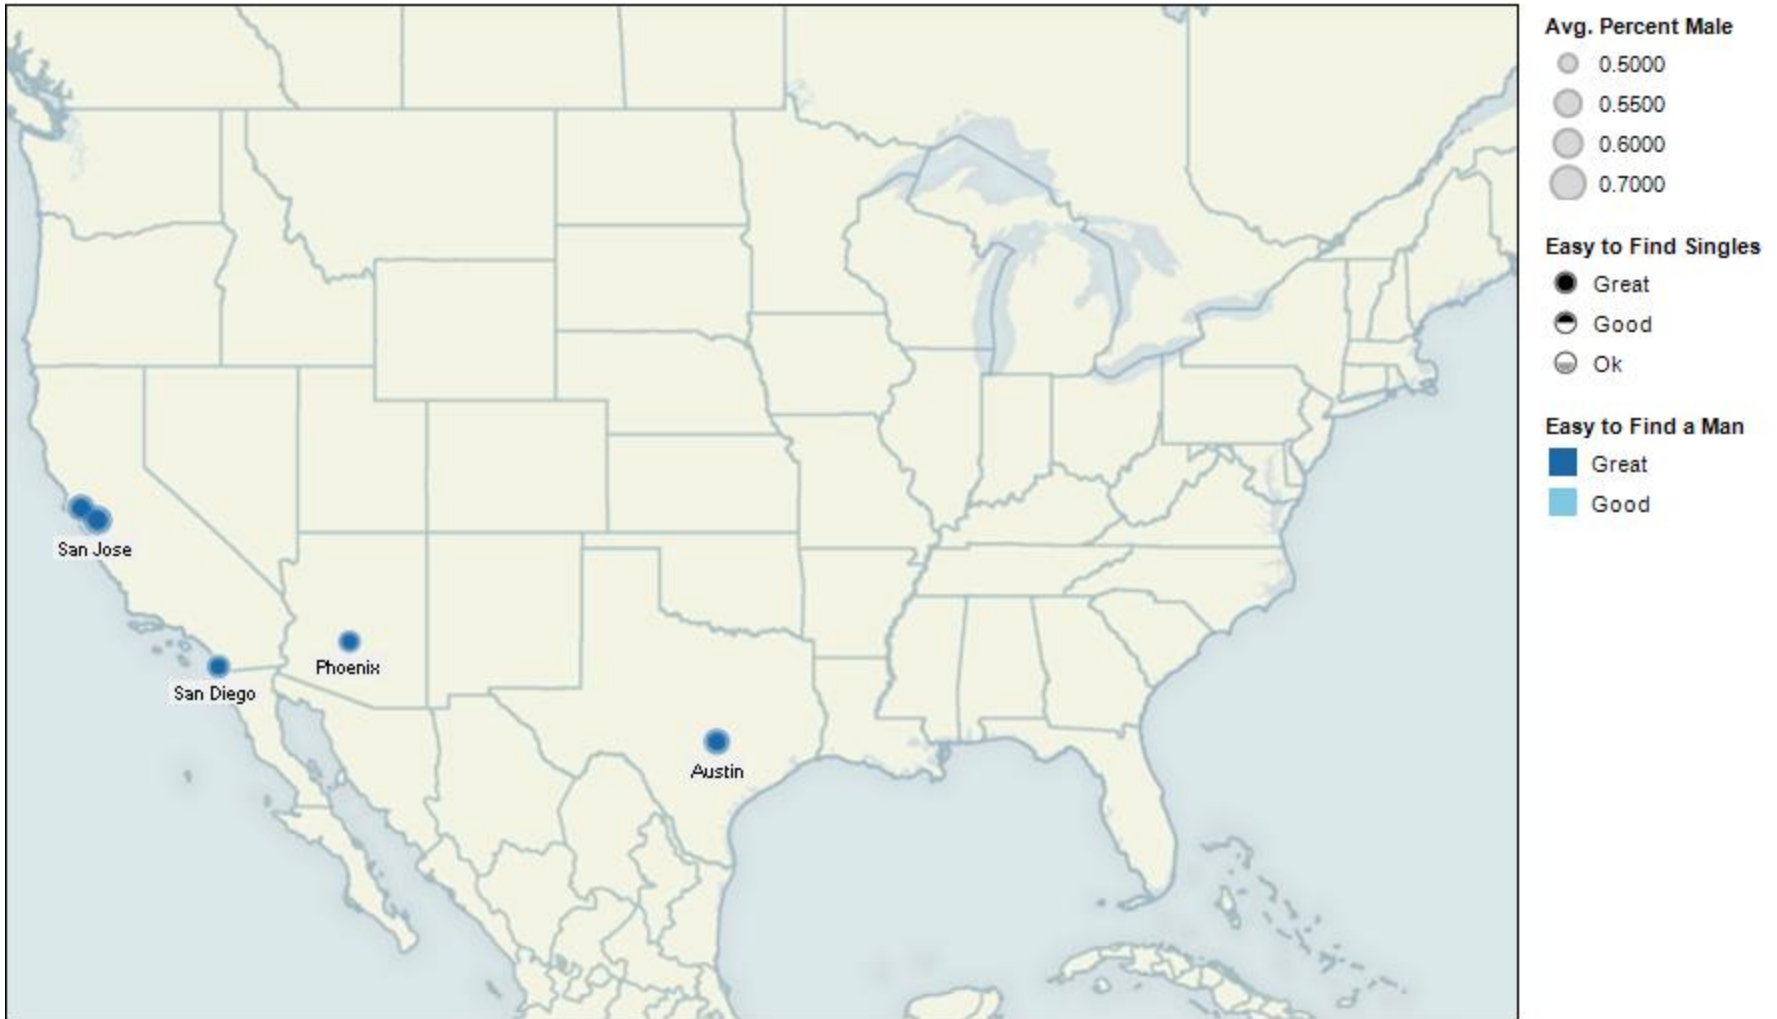 San Jose
Phoenix
San Diego
Austin
Avg. Percent Male
0.5000
0.5500
0.6000
0.7000
Easy to Find Singles
Great
Good
Ok
Easy to Find a Man
Great
Good